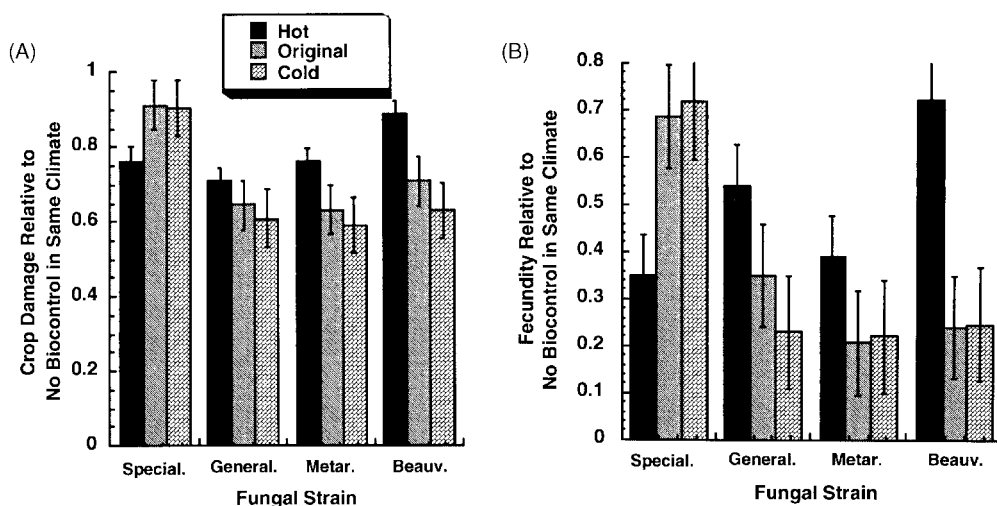 Hot
Original
Cold
(A)
Crop Damage Relative to
No Biocontrol in Same Climate
1
0.8
0.6
0.4
0.2
0
Special.
General.
Metar.
Beauv.
Fungal Strain
(B)
Fecundity Relative to
No Biocontrol in Same Climate
0.8
0.7
0.6
0.5
0.4
0.3
0.2
0.1
0
Special.
General.
Metar.
Beauv.
Fungal Strain